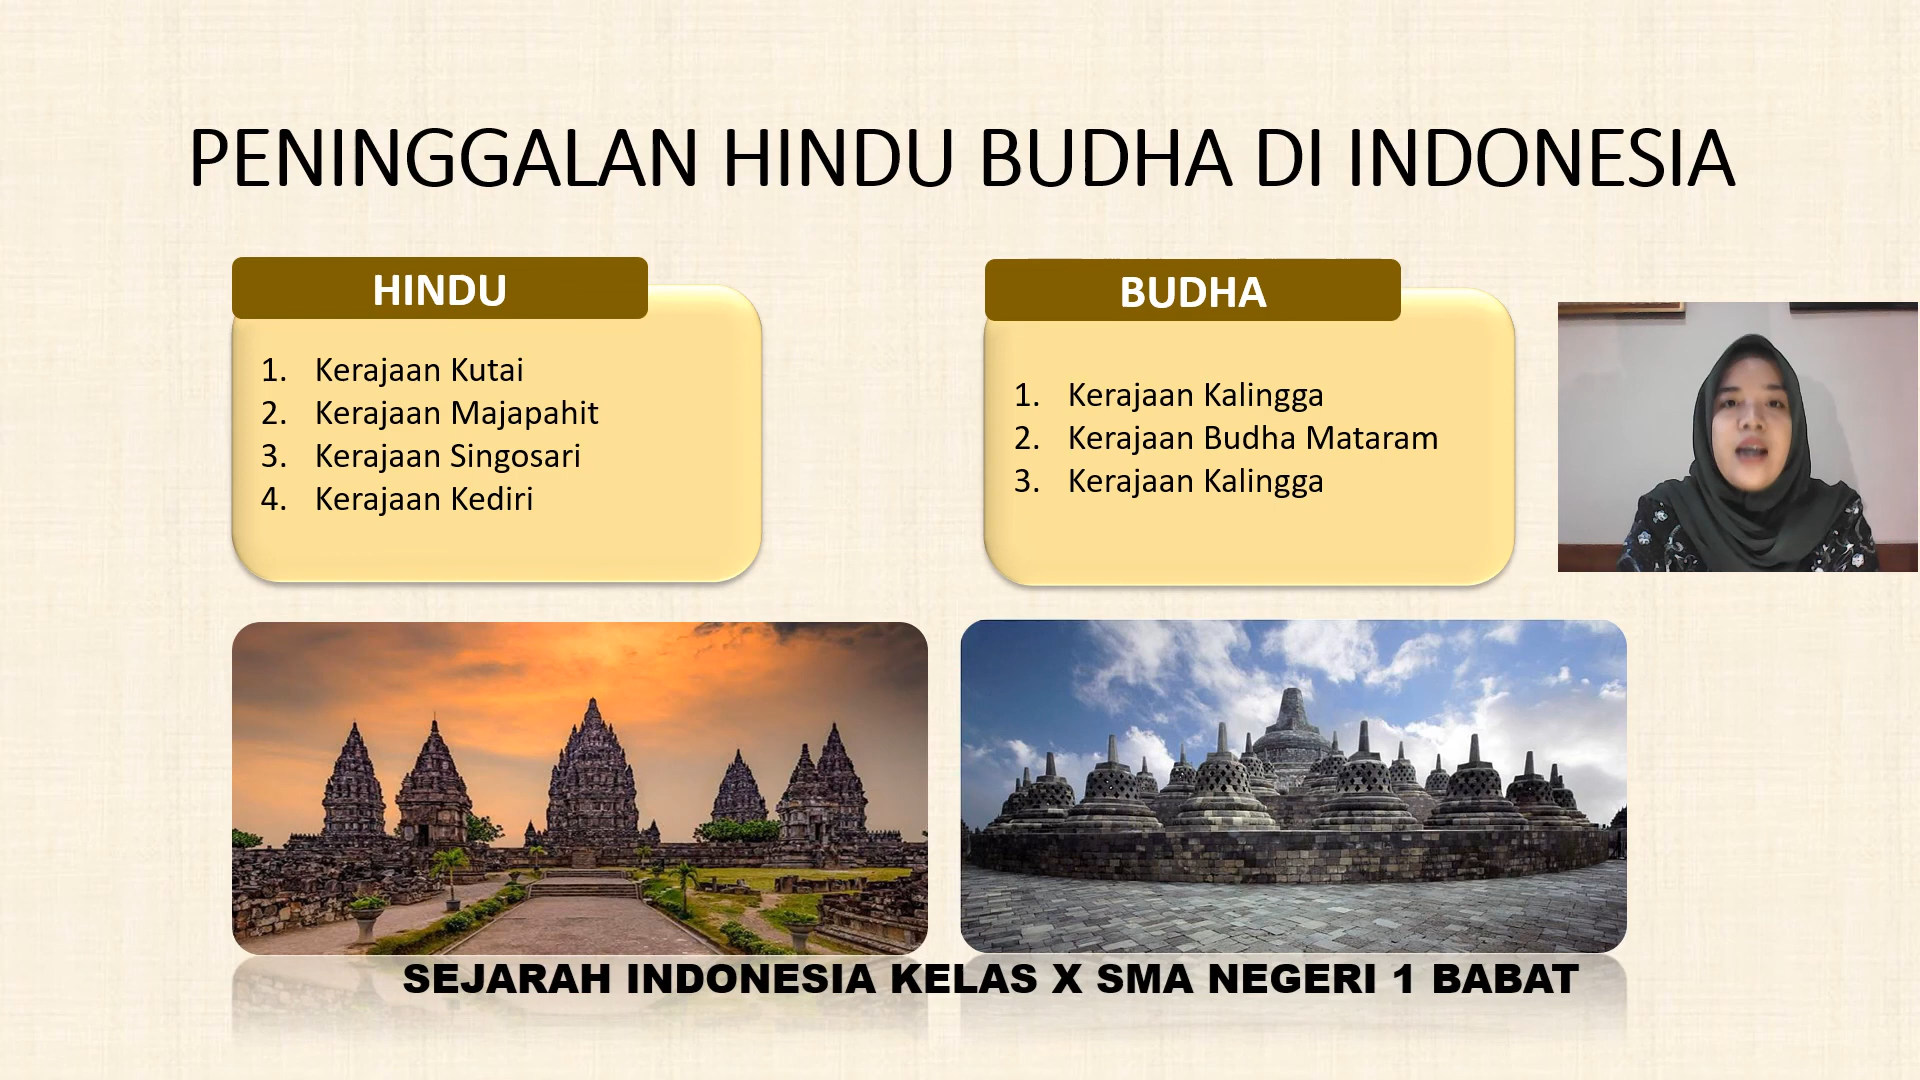 PENINGGALAN HINDU BUDHA DI INDONESIA
HINDU
1. Kerajaan Kutai
2. Kerajaan Majapahit
3. Kerajaan Singosari
4. Kerajaan Kediri
BUDHA
1. Kerajaan Kalingga
2. Kerajaan Budha Mataram
3. Kerajaan Kalingga
SEJARAH INDONESIA KELAS X SMA NEGERI 1 BABAT